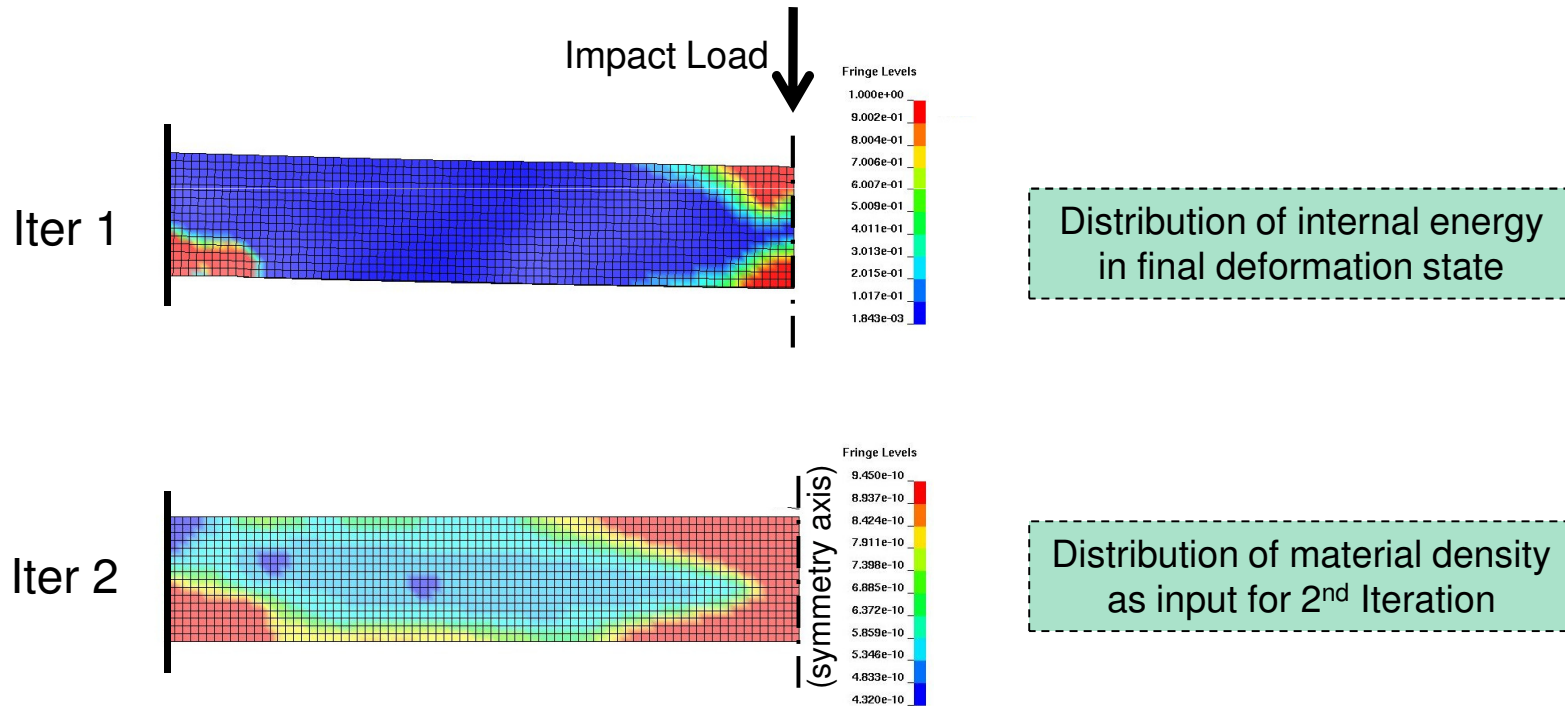 Impact Load
Fringe Levels
1.000e+00
9.002e-01
8.004e-01
7.006e-01
6.007e-01
5.009e-01
4.011e-01
3.013e-01
2.015e-01
1.017e-01
1.843e-03
Iter 1
Distribution of internal energy
in final deformation state
Fringe Levels
9.450e-10
8.937e-10
8.424e-10
7.911e-10
7.398e-10
6.885e-10
6.372e-10
5.859e-10
5.346e-10
4.833e-10
4.320e-10
(symmetry axis)
Iter 2
Distribution of material density
as input for 2nd Iteration